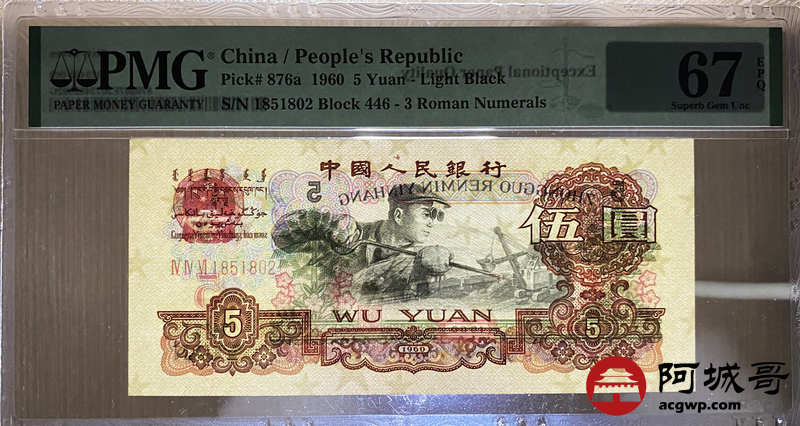 PMG®
PAPER MONEY GUARANTY
China / People's Republic
Pick# 876a 1960 5 Yuan - Light Black
S/N 1851802 Block 446 - 3 Roman Numerals
Exceptional Paper Quality
67
EPQ
Superb Gem Unc
中國人民銀行
ZHONGGUO RENMIN YINHANG
5
伍圓
Ⅳ Ⅳ Ⅵ 1851802
5
WU YUAN
1960
5
阿城哥
acgwp.com